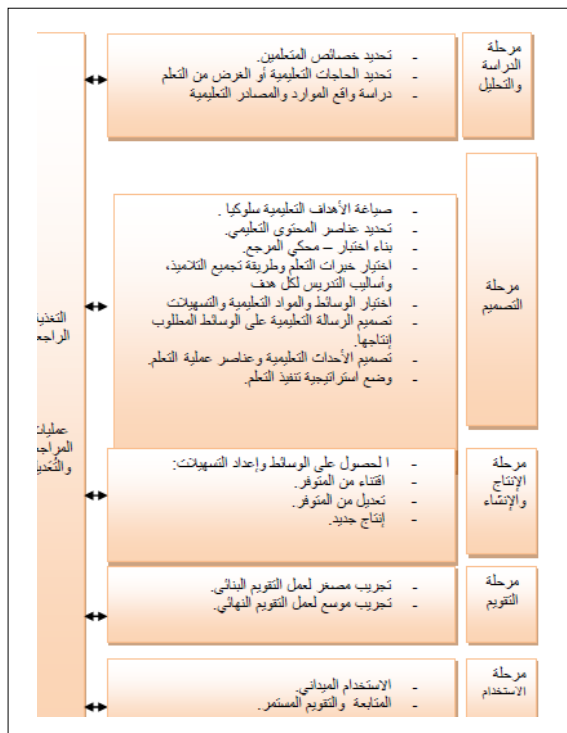 مرحلة
الدراسة
والتحليل
- تحديد خصائص المتعلمين.
- تحديد الحاجات التعليمية أو الغرض من التعلم
- دراسة واقع الموارد والمصادر التعليمية
مرحلة
التصميم
- صياغة الأهداف التعليمية سلوكيا .
- تحديد عناصر المحتوى التعليمي.
- بناء اختبار – محكي المرجع.
- اختيار خبرات التعلم وطريقة تجميع التلاميذ،
وأساليب التدريس لكل هدف
- اختيار الوسائط والمواد التعليمية والتسهيلات
- تصميم الرسالة التعليمية على الوسائط المطلوب
إنتاجها.
- تصميم الأحداث التعليمية وعناصر عملية التعلم.
- وضع استراتيجية تنفيذ التعلم.
مرحلة
الإنتاج
والإنشاء
- ا لحصول على الوسائط وإعداد التسهيلات:
- اقتناء من المتوفر.
- تعديل من المتوفر.
- إنتاج جديد.
مرحلة
التقويم
- تجريب مصغر لعمل التقويم البنائي.
- تجريب موسع لعمل التقويم النهائي.
مرحلة
الاستخدام
- الاستخدام الميداني.
- المتابعة والتقويم المستمر.
التغذي
الراجع
عمليات
المراج
والتعدي